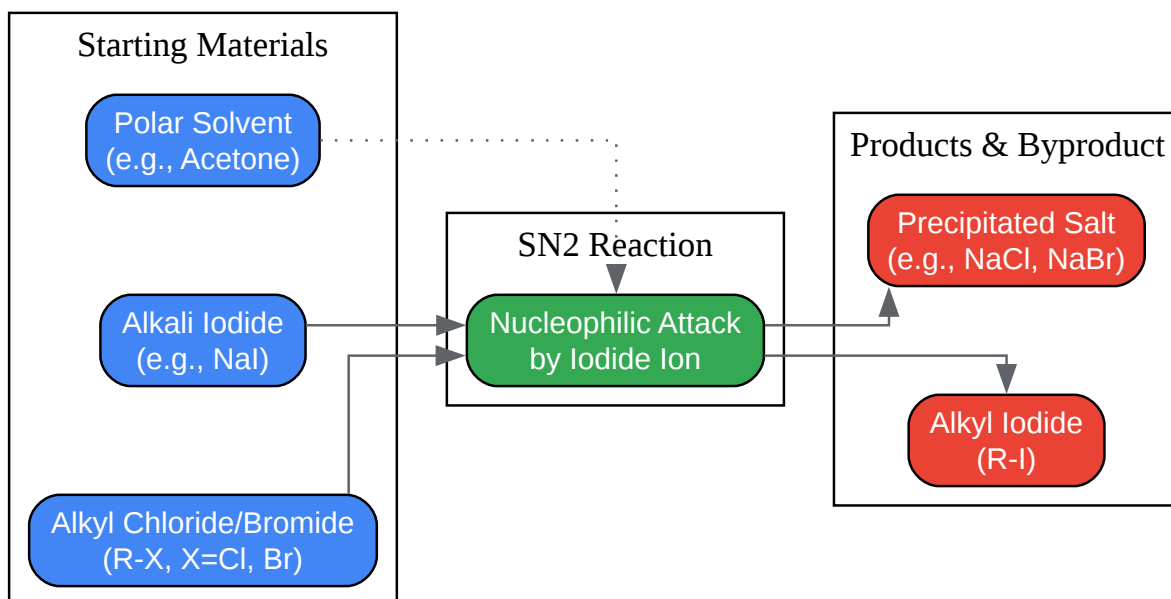 Starting Materials
Polar Solvent
(e.g., Acetone)
Alkali Iodide
(e.g., NaI)
Alkyl Chloride/Bromide
(R-X, X=Cl, Br)
SN2 Reaction
Nucleophilic Attack
by Iodide Ion
Products & Byproduct
Precipitated Salt
(e.g., NaCl, NaBr)
Alkyl Iodide
(R-I)